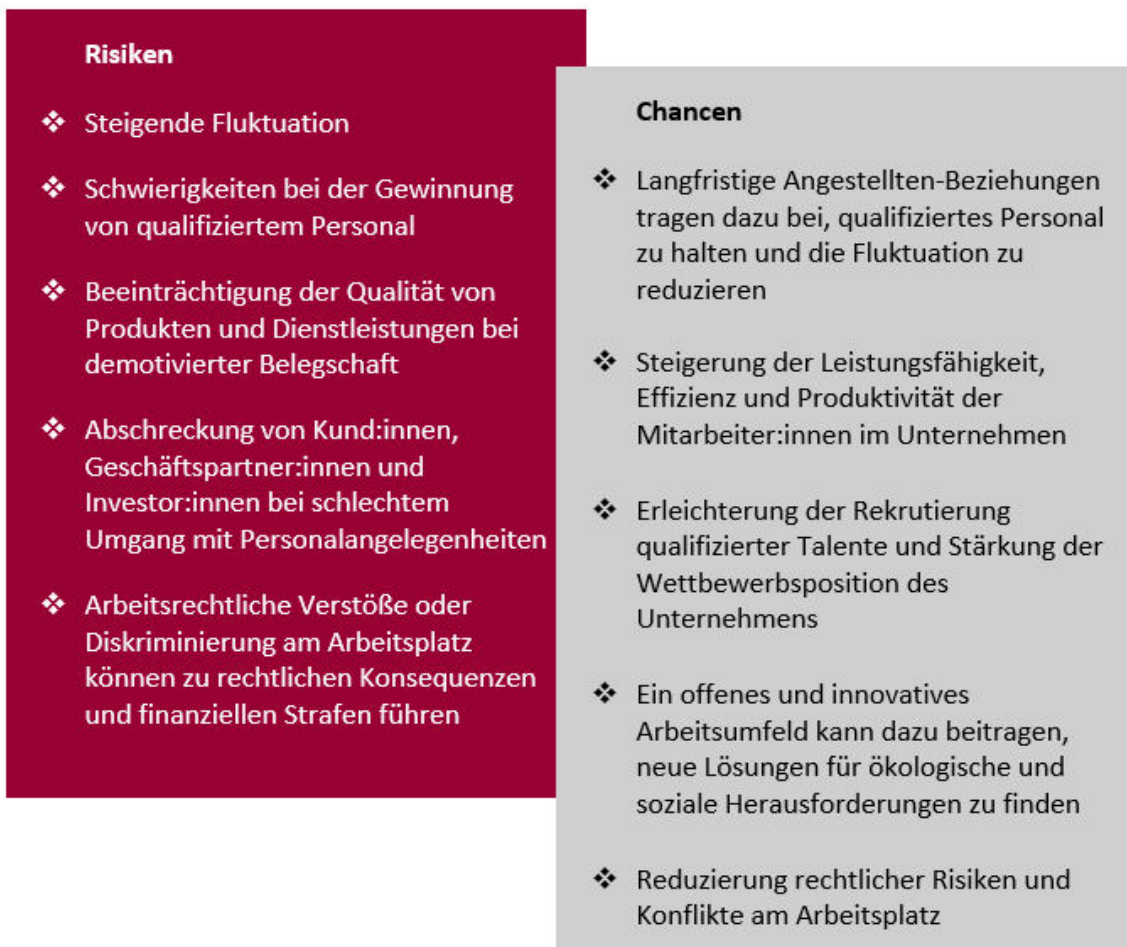 Risiken
❖ Steigende Fluktuation
❖ Schwierigkeiten bei der Gewinnung
von qualifiziertem Personal
❖ Beeinträchtigung der Qualität von
Produkten und Dienstleistungen bei
demotivierter Belegschaft
❖ Abschreckung von Kund:innen,
Geschäftspartner:innen und
Investor:innen bei schlechtem
Umgang mit Personalangelegenheiten
❖ Arbeitsrechtliche Verstöße oder
Diskriminierung am Arbeitsplatz
können zu rechtlichen Konsequenzen
und finanziellen Strafen führen
Chancen
❖ Langfristige Angestellten-Beziehungen
tragen dazu bei, qualifiziertes Personal
zu halten und die Fluktuation zu
reduzieren
❖ Steigerung der Leistungsfähigkeit,
Effizienz und Produktivität der
Mitarbeiter:innen im Unternehmen
❖ Erleichterung der Rekrutierung
qualifizierter Talente und Stärkung der
Wettbewerbsposition des
Unternehmens
❖ Ein offenes und innovatives
Arbeitsumfeld kann dazu beitragen,
neue Lösungen für ökologische und
soziale Herausforderungen zu finden
❖ Reduzierung rechtlicher Risiken und
Konflikte am Arbeitsplatz